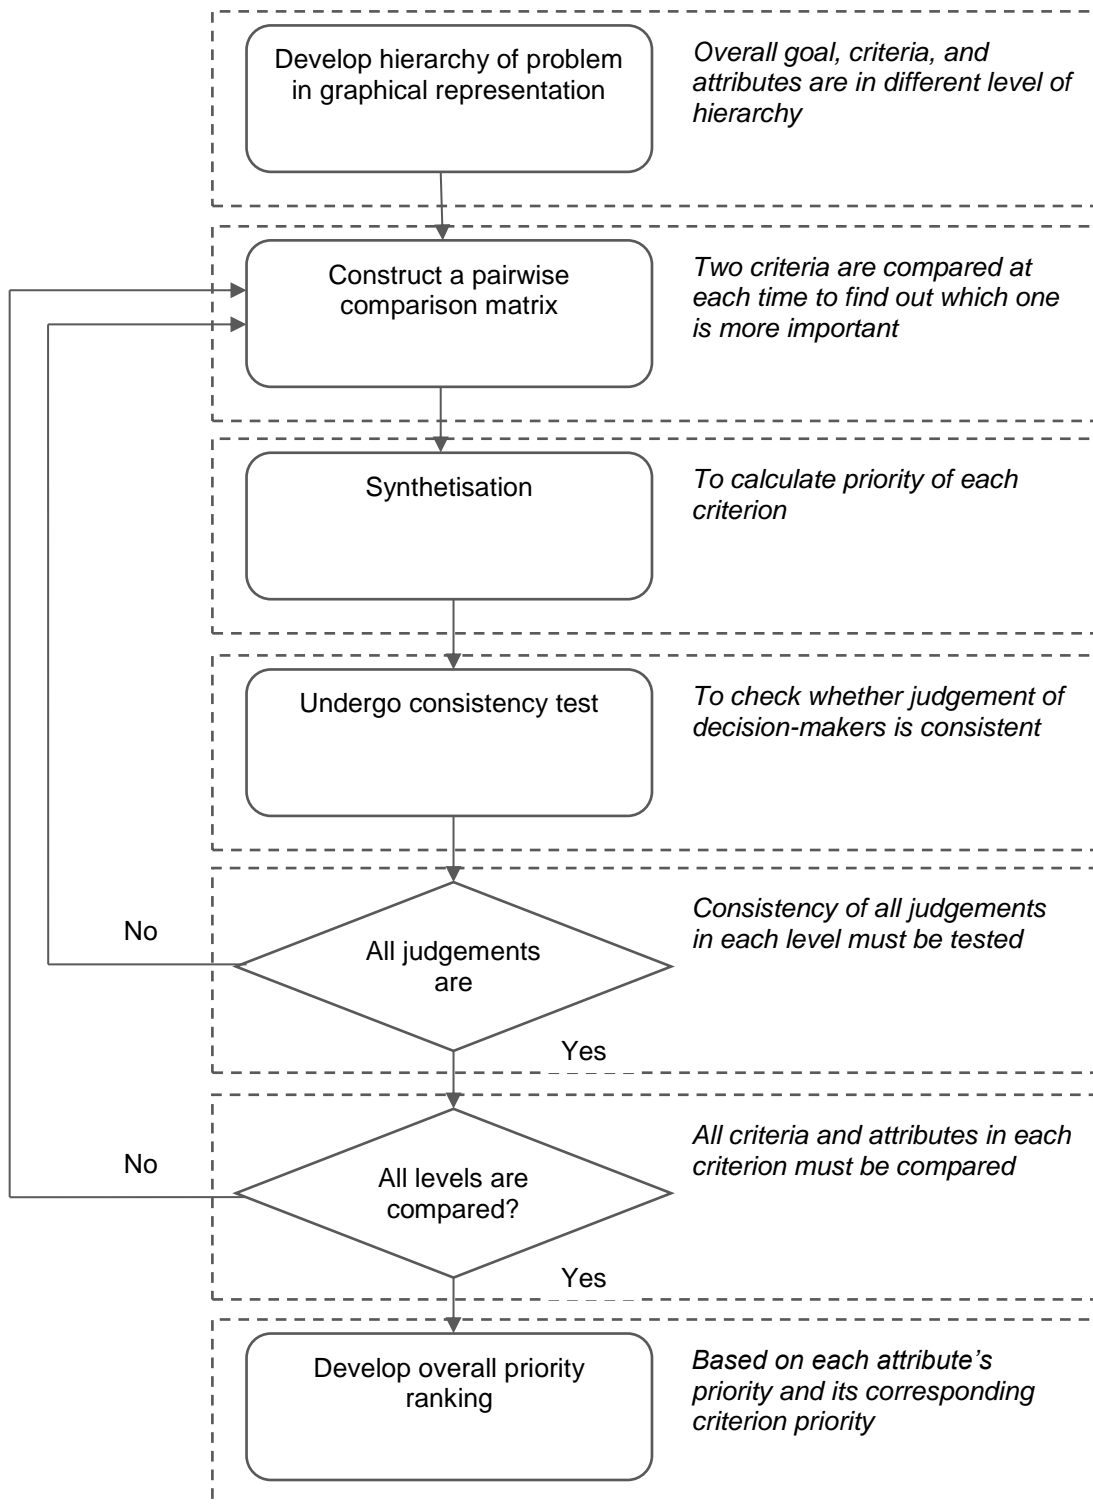 Develop hierarchy of problem
in graphical representation
Overall goal, criteria, and
attributes are in different level of
hierarchy
Construct a pairwise
comparison matrix
Two criteria are compared at
each time to find out which one
is more important
Synthetisation
To calculate priority of each
criterion
Undergo consistency test
To check whether judgement of
decision-makers is consistent
No
All judgements
are
Consistency of all judgements
in each level must be tested
Yes
No
All levels are
compared?
All criteria and attributes in each
criterion must be compared
Yes
Develop overall priority
ranking
Based on each attribute’s
priority and its corresponding
criterion priority